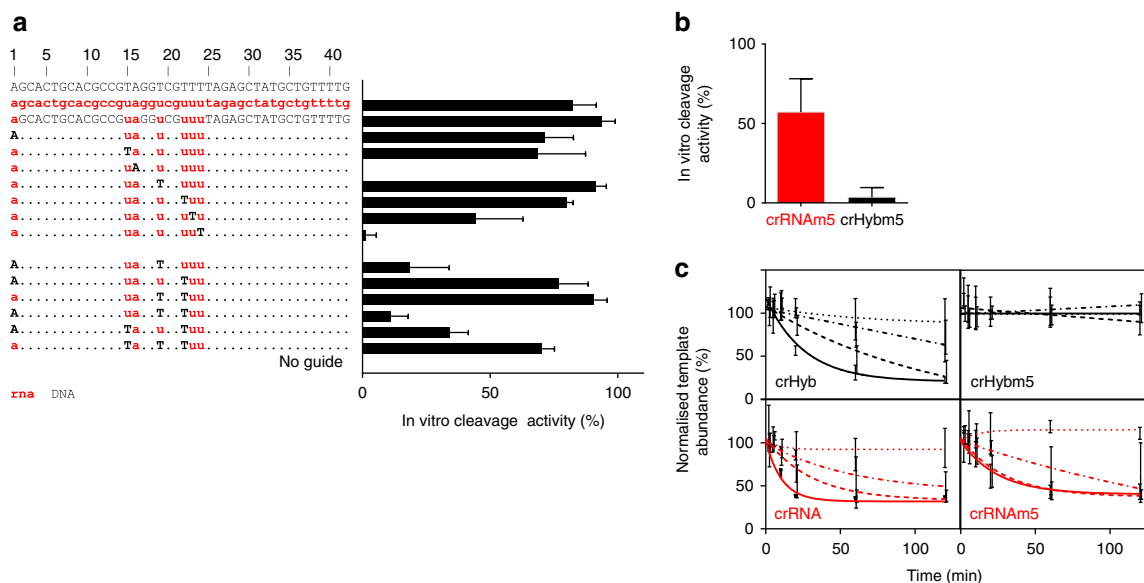 a
1 5 10 15 20 25 30 35 40
AGCACTGCACGCCGTAGGTCGTTTTAGAGCTATGCTGTTTTG
agcactgcacgccguaggucguuutagagctatgctgttttg
aGCACTGCACGCCGuaGGuCGuuuTAGAGCTATGCTGTTTTG
A.............ua..u..uuu..................
a.............Ta..u..uuu..................
a.............uA..u..uuu..................
a.............ua..T..uuu..................
a.............ua..u..Tuu..................
a.............ua..u..uTu..................
a.............ua..u..uuT..................
A.............ua..T..uuu..................
A.............ua..u..Tuu..................
a.............ua..T..Tuu..................
A.............ua..T..Tuu..................
A.............Ta..u..Tuu..................
a.............Ta..T..Tuu..................
No guide
rna DNA
0 50 100
In vitro cleavage activity (%)
b
In vitro cleavage
activity (%)
100
50
0
crRNAm5 crHybm5
c
Normalised template
abundance (%)
100
50
0
100
50
0
crHyb
crHybm5
crRNA
crRNAm5
0 50 100 0 50 100
Time (min)